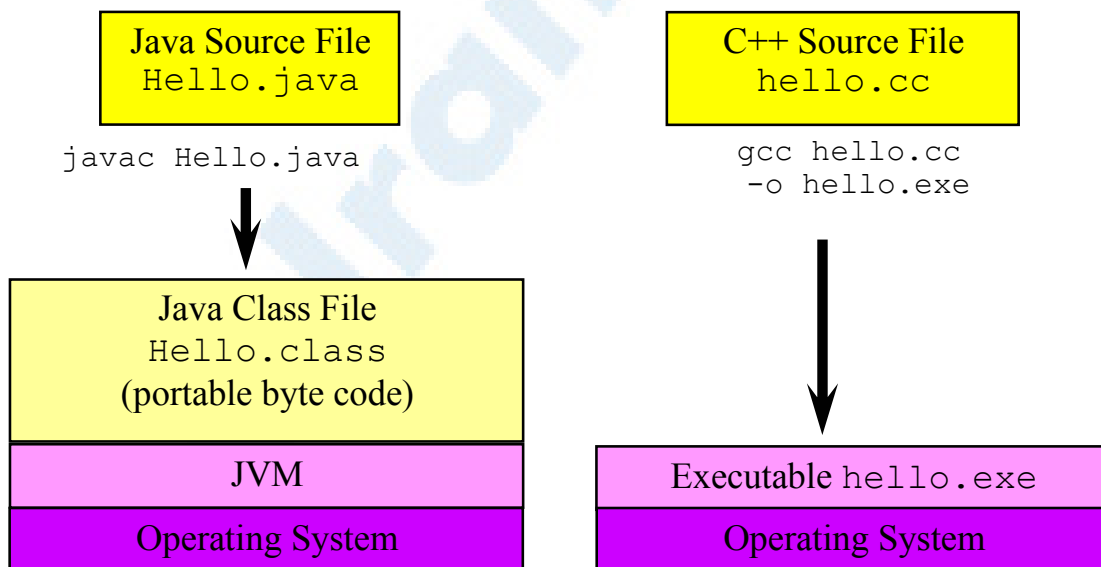 Java Source File
Hello.java
javac Hello.java
Java Class File
Hello.class
(portable byte code)
JVM
Operating System
C++ Source File
hello.cc
gcc hello.cc
-o hello.exe
Executable hello.exe
Operating System